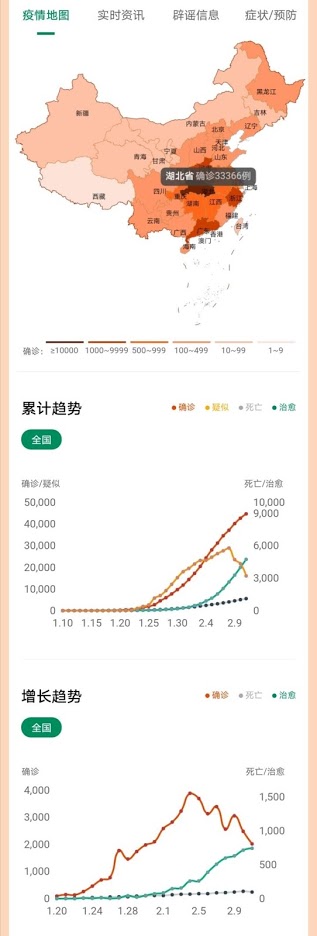 疫情地图 实时资讯 辟谣信息 症状/预防
黑龙江
吉林
新疆
内蒙古
辽宁
北京
天津
河北
山西
山东
宁夏
青海
甘肃
湖北省 确诊33366例
上海
西藏
四川
重庆
浙江
湖南
江西
贵州
福建
云南
台湾
广西
广东
香港
澳门
海南
确诊: ≥10000 1000~9999 500~999 100~499 10~99 1~9
累计趋势 确诊 疑似 死亡 治愈
全国
确诊/疑似 死亡/治愈
50,000 10,000
40,000 9,000
30,000 6,000
20,000
10,000 3,000
0 0
1.10 1.15 1.20 1.25 1.30 2.4 2.9
增长趋势 确诊 死亡 治愈
全国
确诊 死亡/治愈
4,000 1,500
3,000
2,000 1,000
1,000 500
0 0
1.20 1.24 1.28 2.1 2.5 2.9